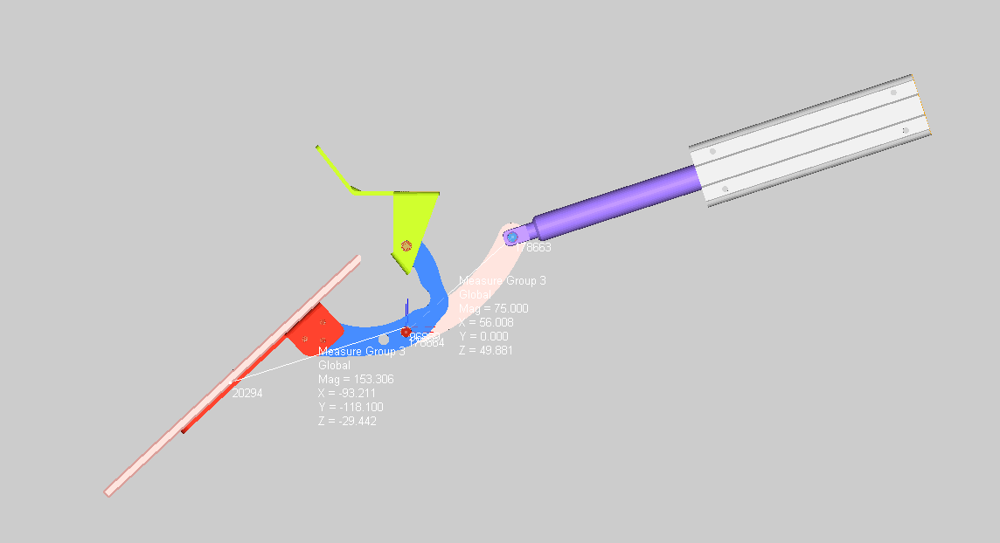 178663
Measure Group 3
Global
Mag = 75.000
X = 56.008
Y = 0.000
Z = 49.881
178664
Measure Group 3
Global
Mag = 153.306
X = -93.211
Y = -118.100
Z = -29.442
20294